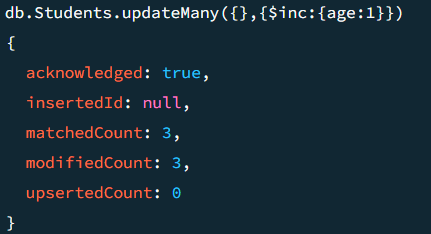 db.Students.updateMany({},{$inc:{age:1}})
{
acknowledged: true,
insertedId: null,
matchedCount: 3,
modifiedCount: 3,
upsertedCount: 0
}